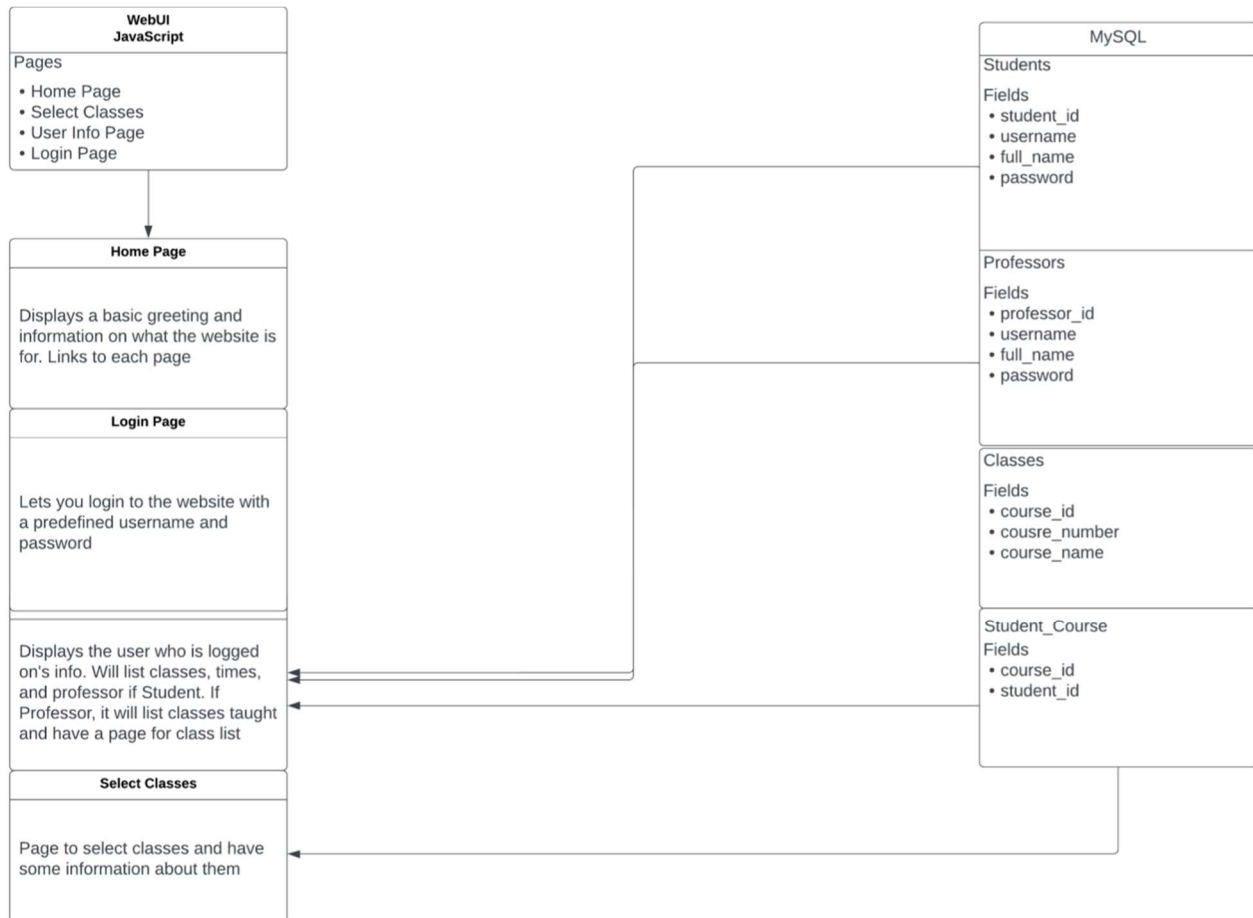 WebUI
JavaScript
Pages
• Home Page
• Select Classes
• User Info Page
• Login Page
Home Page
Displays a basic greeting and
information on what the website is
for. Links to each page
Login Page
Lets you login to the website with
a predefined username and
password
Displays the user who is logged
on's info. Will list classes, times,
and professor if Student. If
Professor, it will list classes taught
and have a page for class list
Select Classes
Page to select classes and have
some information about them
MySQL
Students
Fields
• student_id
• username
• full_name
• password
Professors
Fields
• professor_id
• username
• full_name
• password
Classes
Fields
• course_id
• cousre_number
• course_name
Student_Course
Fields
• course_id
• student_id